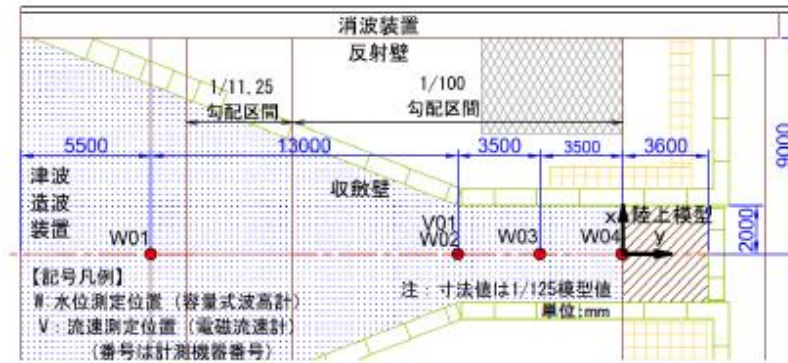 消波装置
反射壁
1/11.25
勾配区間
1/100
勾配区間
5500
13000
3500
3500
3600
9000
津波
造波
装置
収斂壁
W01
V01
W02
W03
W04
x
陸上模型
y
2000
【記号凡例】
W:水位測定位置（容量式波高計）
V：流速測定位置（電磁流速計）
（番号は計測機器番号）
注：寸法値は1/125模型値
単位:mm